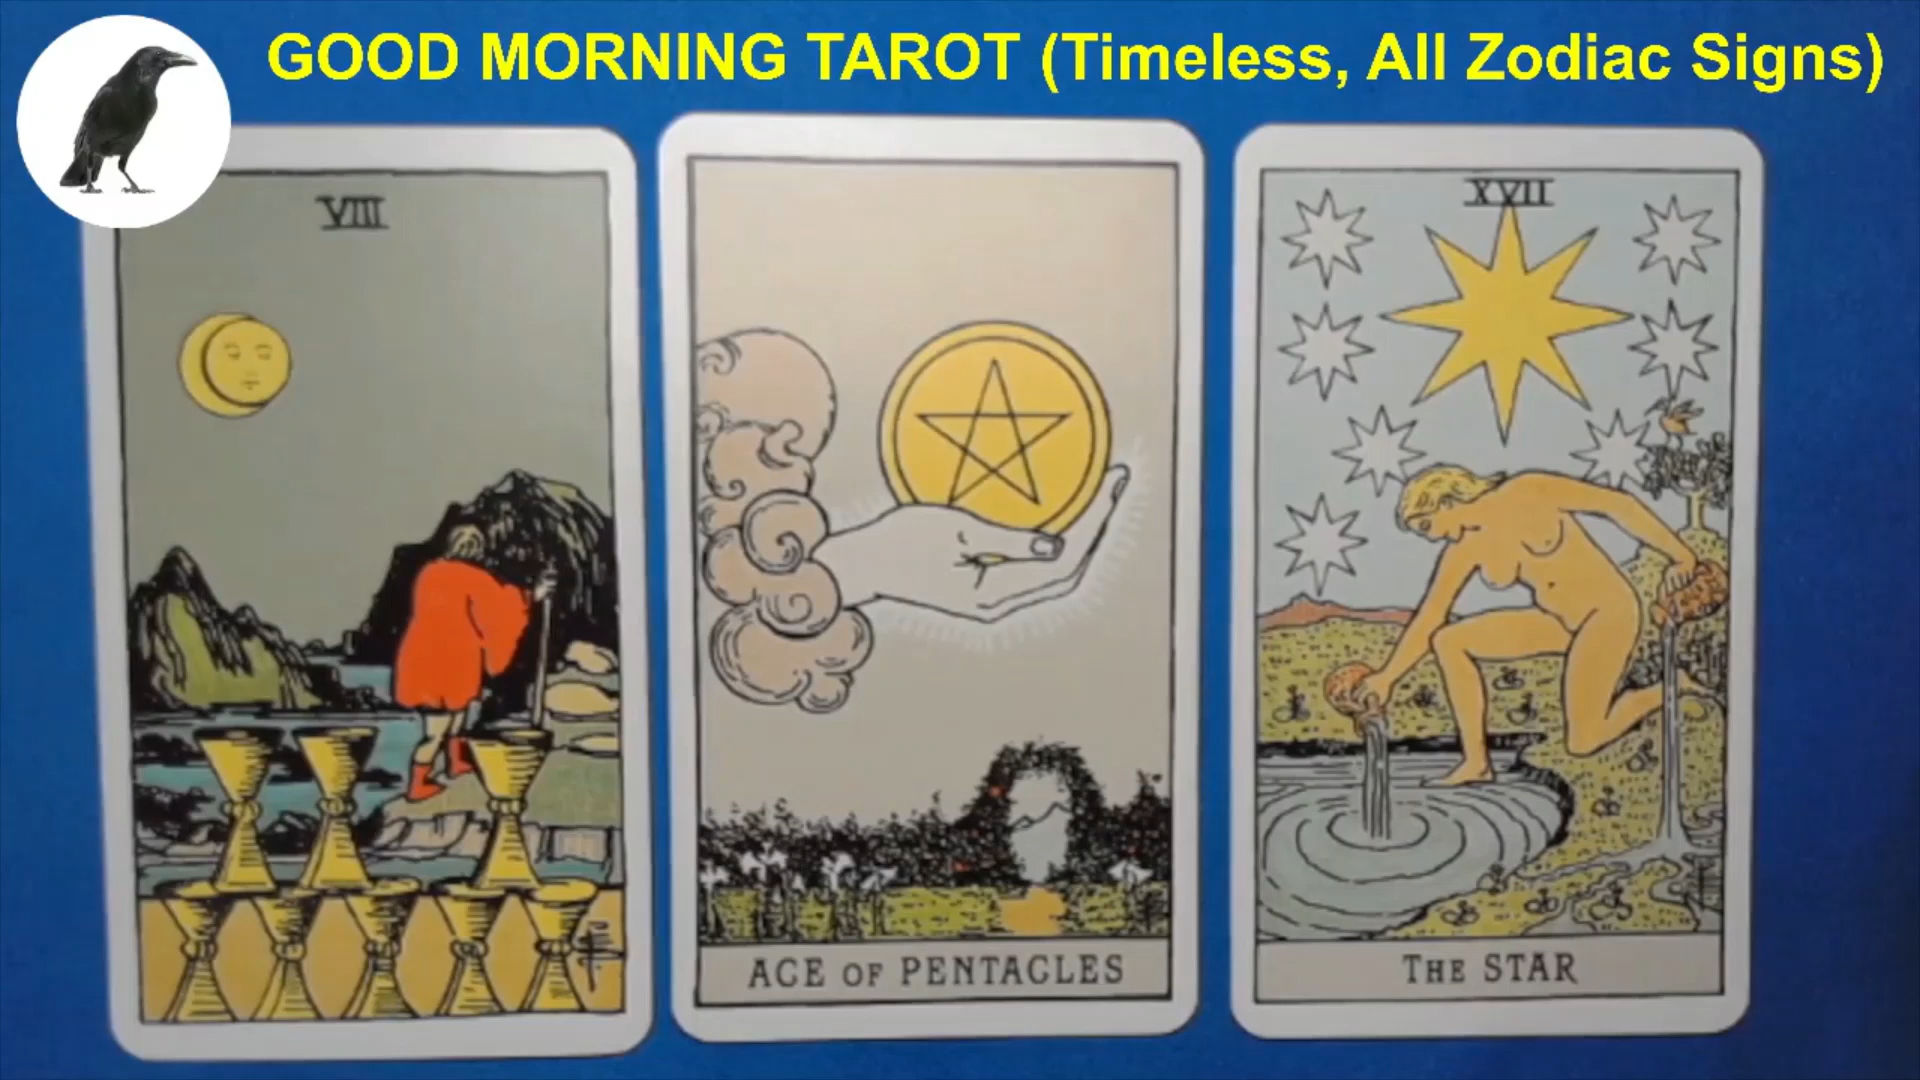 GOOD MORNING TAROT (Timeless, All Zodiac Signs)
VIII
XVII
ACE OF PENTACLES
THE STAR